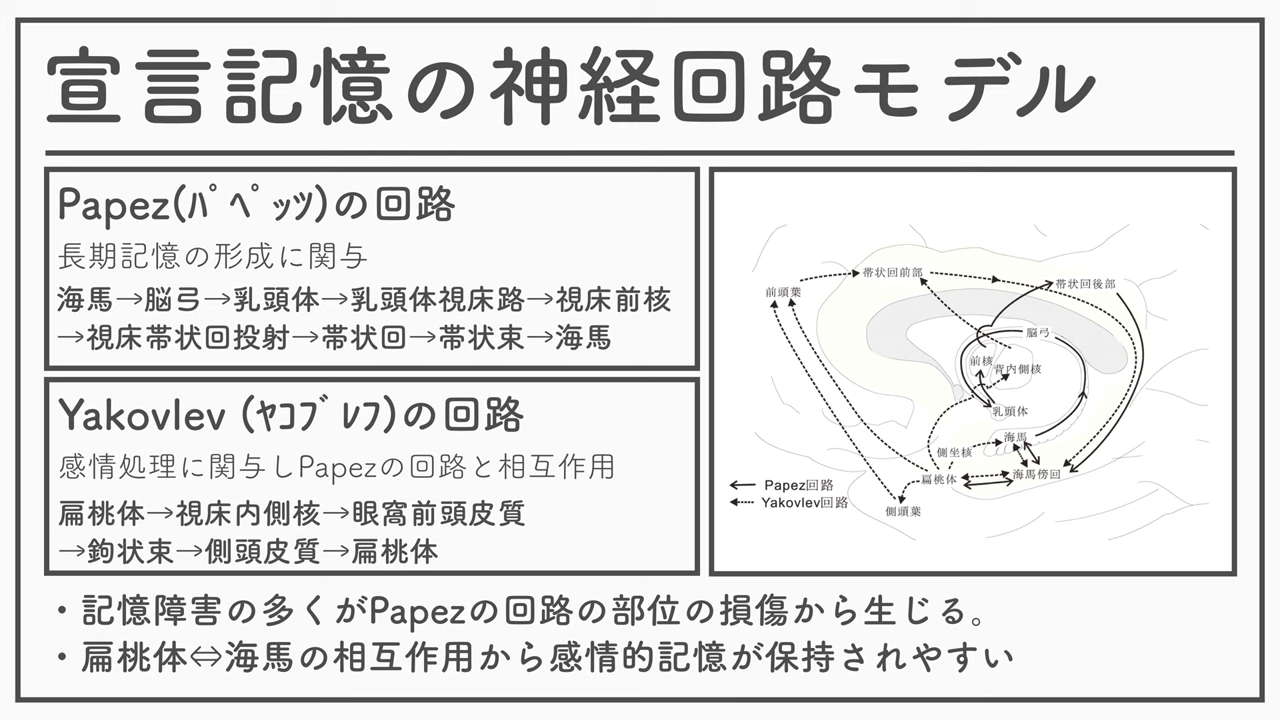 宣言記憶の神経回路モデル
Papez(ﾊﾟﾍﾟｯﾂ)の回路
長期記憶の形成に関与
海馬→脳弓→乳頭体→乳頭体視床路→視床前核
→視床帯状回投射→帯状回→帯状束→海馬
Yakovlev (ﾔｺﾌﾞﾚﾌ)の回路
感情処理に関与しPapezの回路と相互作用
扁桃体→視床内側核→眼窩前頭皮質
→鉤状束→側頭皮質→扁桃体
帯状回前部
帯状回後部
前頭葉
脳弓
前核
背内側核
乳頭体
海馬
側坐核
海馬傍回
扁桃体
側頭葉
Papez回路
Yakovlev回路
・記憶障害の多くがPapezの回路の部位の損傷から生じる。
・扁桃体⇔海馬の相互作用から感情的記憶が保持されやすい